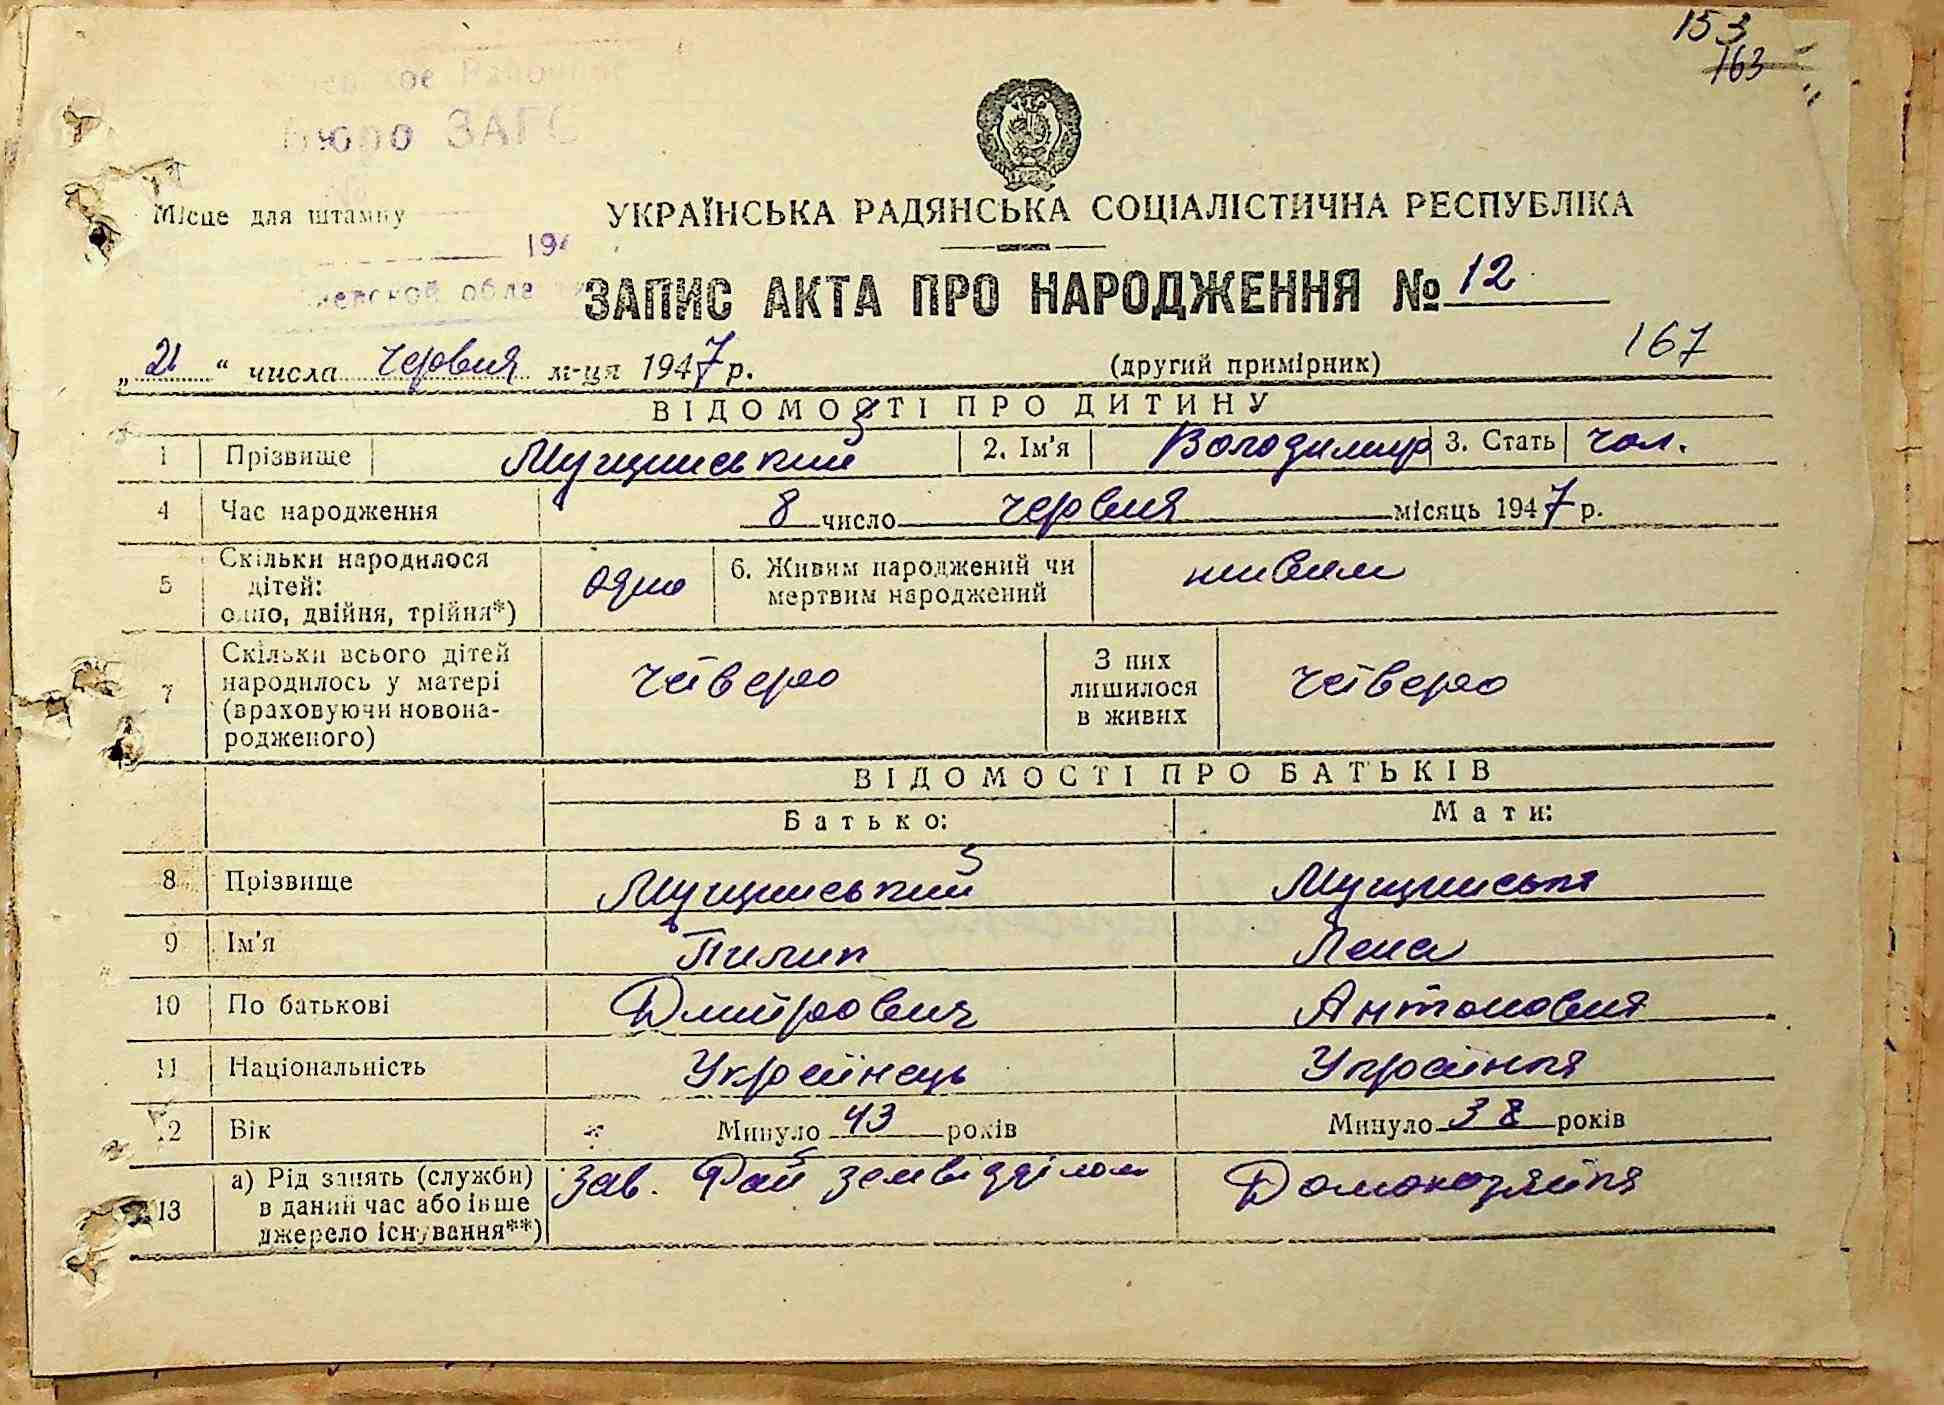 153
163
Бюро ЗАГС
Місце для штампу
УКРАЇНСЬКА РАДЯНСЬКА СОЦІАЛІСТИЧНА РЕСПУБЛІКА
194
ЗАПИС АКТА ПРО НАРОДЖЕННЯ № 12
„21“ числа червня м-ця 1947 р. (другий примірник) 167
ВІДОМОСТІ ПРО ДИТИНУ
1 Прізвище Мущинський 2. Ім'я Володимир 3. Стать чол.
4 Час народження 8 число червня місяць 1947 р.
5 Скільки народилося дітей: одно, двійня, трійня*) одно 6. Живим народжений чи мертвим народжений живим
7 Скільки всього дітей народилось у матері (враховуючи новонародженого) четверо З них лишилося в живих четверо
ВІДОМОСТІ ПРО БАТЬКІВ
Батько: Мати:
8 Прізвище Мущинський Мущинська
9 Ім'я Пилип Лена
10 По батькові Дмитрович Антоновня
11 Національність Українець Українка
12 Вік Минуло 43 років Минуло 38 років
13 а) Рід занять (служби) в даний час або інше джерело існування**) Зав. Райземвідділом Домохозяйка